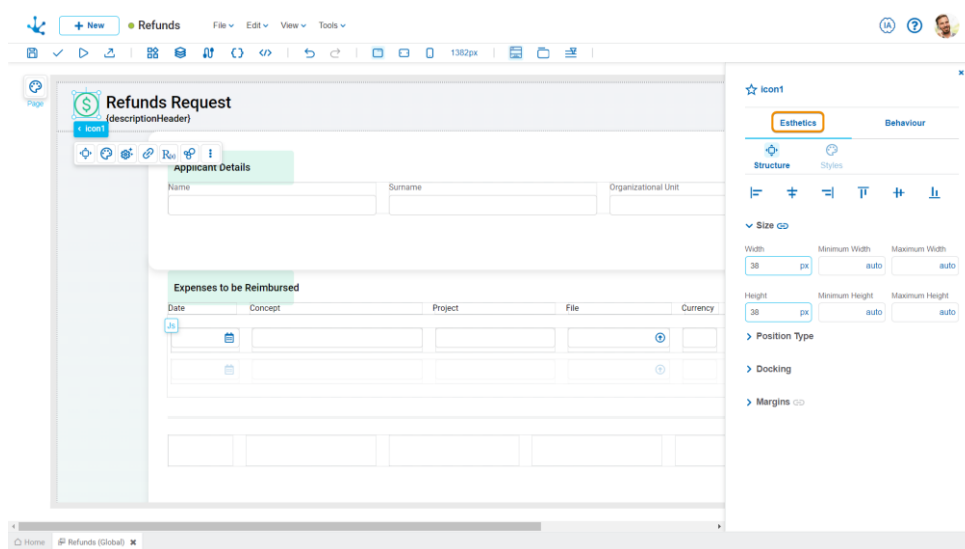 + New
Refunds
File
Edit
View
Tools
IA
?
1382px
Page
$
Refunds Request
{descriptionHeader}
icon1
Applicant Details
Name
Surname
Organizational Unit
Expenses to be Reimbursed
Date
Concept
Project
File
Currency
Js
icon1
Esthetics
Behaviour
Structure
Styles
Size
Width
Minimum Width
Maximum Width
38 px
auto
auto
Height
Minimum Height
Maximum Height
38 px
auto
auto
Position Type
Docking
Margins
Home
Refunds (Global)